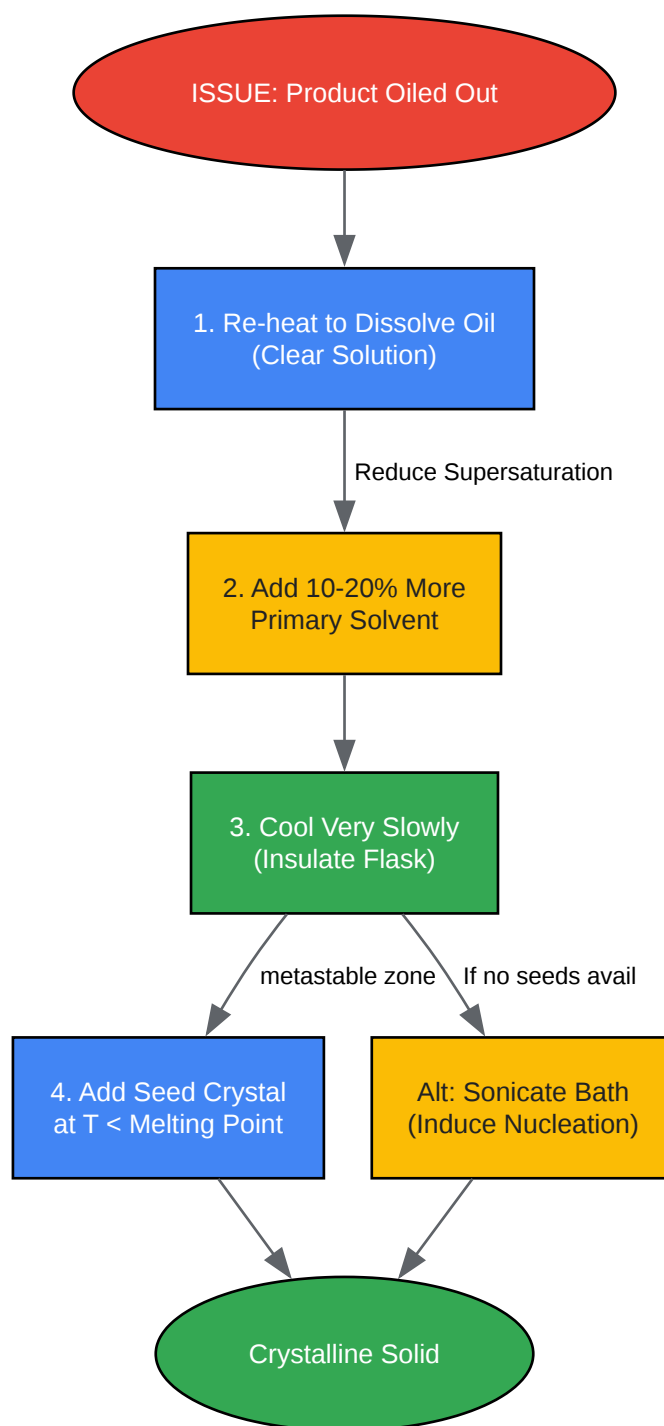 ISSUE: Product Oiled Out
1. Re-heat to Dissolve Oil
(Clear Solution)
Reduce Supersaturation
2. Add 10-20% More
Primary Solvent
3. Cool Very Slowly
(Insulate Flask)
metastable zone
If no seeds avail
4. Add Seed Crystal
at T < Melting Point
Alt: Sonicate Bath
(Induce Nucleation)
Crystalline Solid